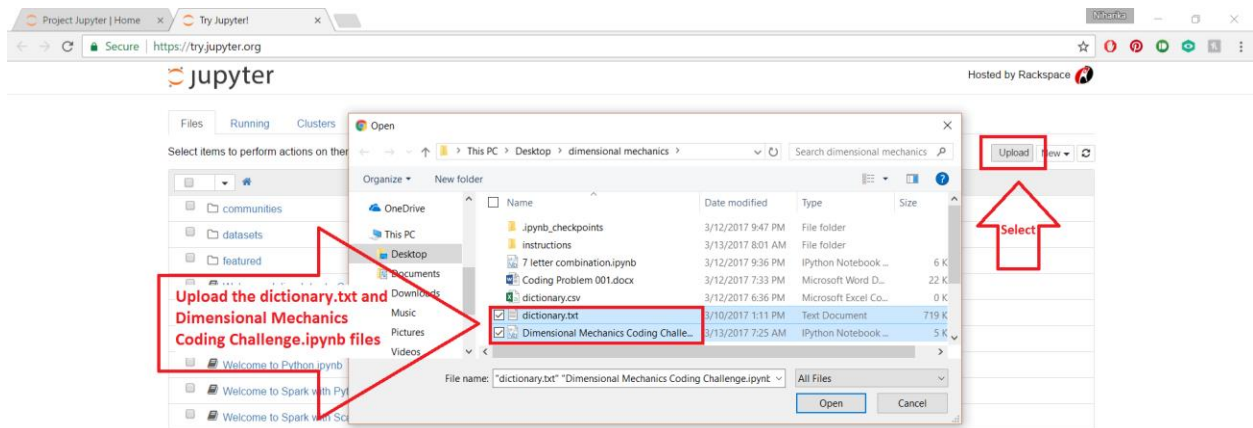 Project Jupyter | Home
Try Jupyter!
Niharika
Secure
https://try.jupyter.org
jupyter
Hosted by Rackspace
Files
Running
Clusters
Select items to perform actions on ther
Upload
New
Select
communities
datasets
featured
Welcome to Python.ipynb
Welcome to Spark with Pyt
Welcome to Spark with Sca
Upload the dictionary.txt and
Dimensional Mechanics
Coding Challenge.ipynb files
Open
This PC > Desktop > dimensional mechanics >
Search dimensional mechanics
Organize
New folder
OneDrive
This PC
Desktop
Documents
Downloads
Music
Pictures
Videos
Name Date modified Type Size
.ipynb_checkpoints 3/12/2017 9:47 PM File folder
instructions 3/13/2017 8:01 AM File folder
7 letter combination.ipynb 3/12/2017 9:36 PM IPython Notebook ... 6 K
Coding Problem 001.docx 3/12/2017 7:33 PM Microsoft Word D... 22 K
dictionary.csv 3/12/2017 6:36 PM Microsoft Excel Co... 0 K
dictionary.txt 3/10/2017 1:11 PM Text Document 719 K
Dimensional Mechanics Coding Challe... 3/13/2017 7:25 AM IPython Notebook ... 5 K
File name: "dictionary.txt" "Dimensional Mechanics Coding Challenge.ipynb
All Files
Open
Cancel